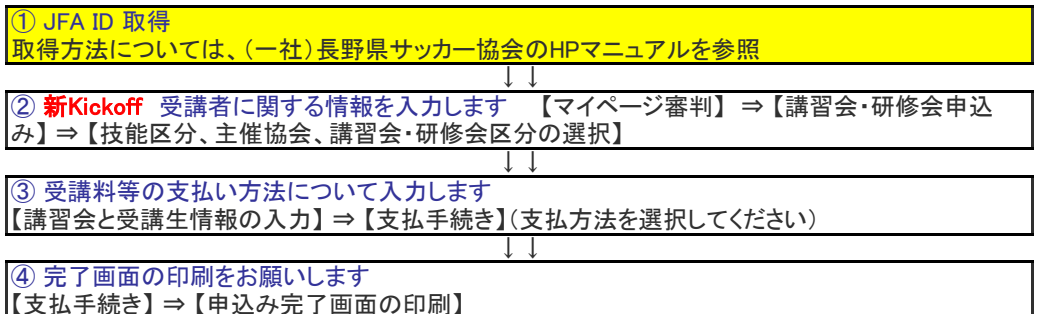 ① JFA ID 取得
取得方法については、(一社)長野県サッカー協会のHPマニュアルを参照
↓ ↓
② 新Kickoff 受講者に関する情報を入力します 【マイページ審判】 ⇒【講習会・研修会申込
み】⇒【技能区分、主催協会、講習会・研修会区分の選択】
↓ ↓
③ 受講料等の支払い方法について入力します
【講習会と受講生情報の入力】⇒【支払手続き】(支払方法を選択してください)
↓ ↓
④ 完了画面の印刷をお願いします
【支払手続き】⇒【申込み完了画面の印刷】